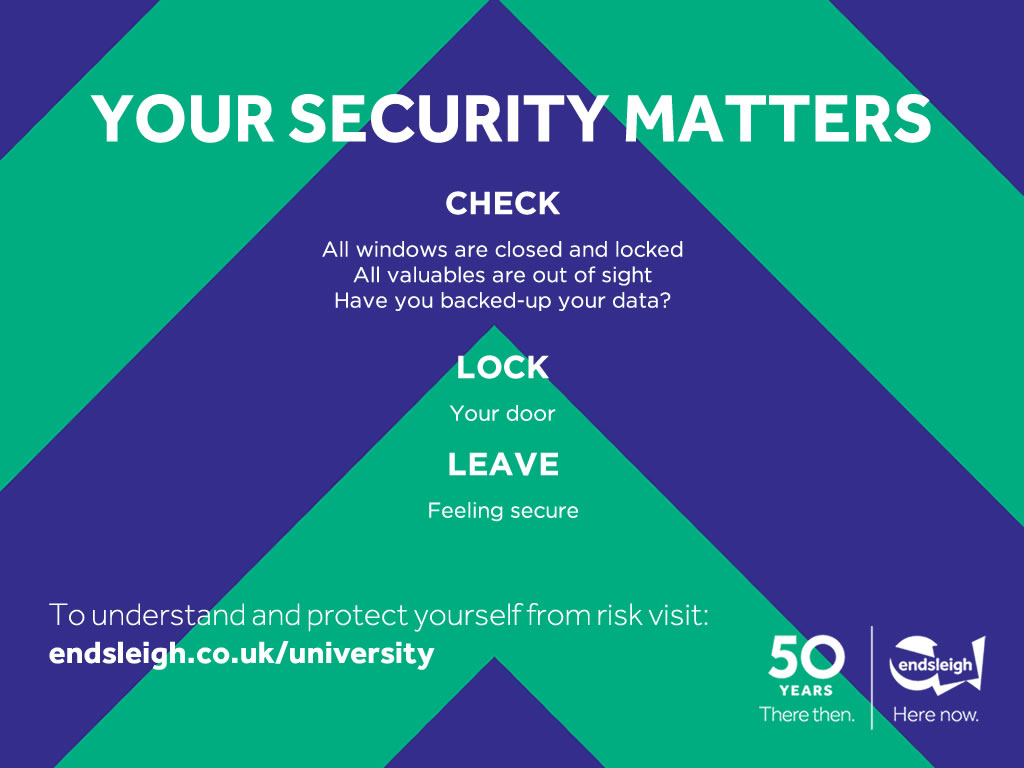 YOUR SECURITY MATTERS
CHECK
All windows are closed and locked
All valuables are out of sight
Have you backed-up your data?
LOCK
Your door
LEAVE
Feeling secure
To understand and protect yourself from risk visit:
endsleigh.co.uk/university
50
YEARS
There then.
endsleigh
Here now.